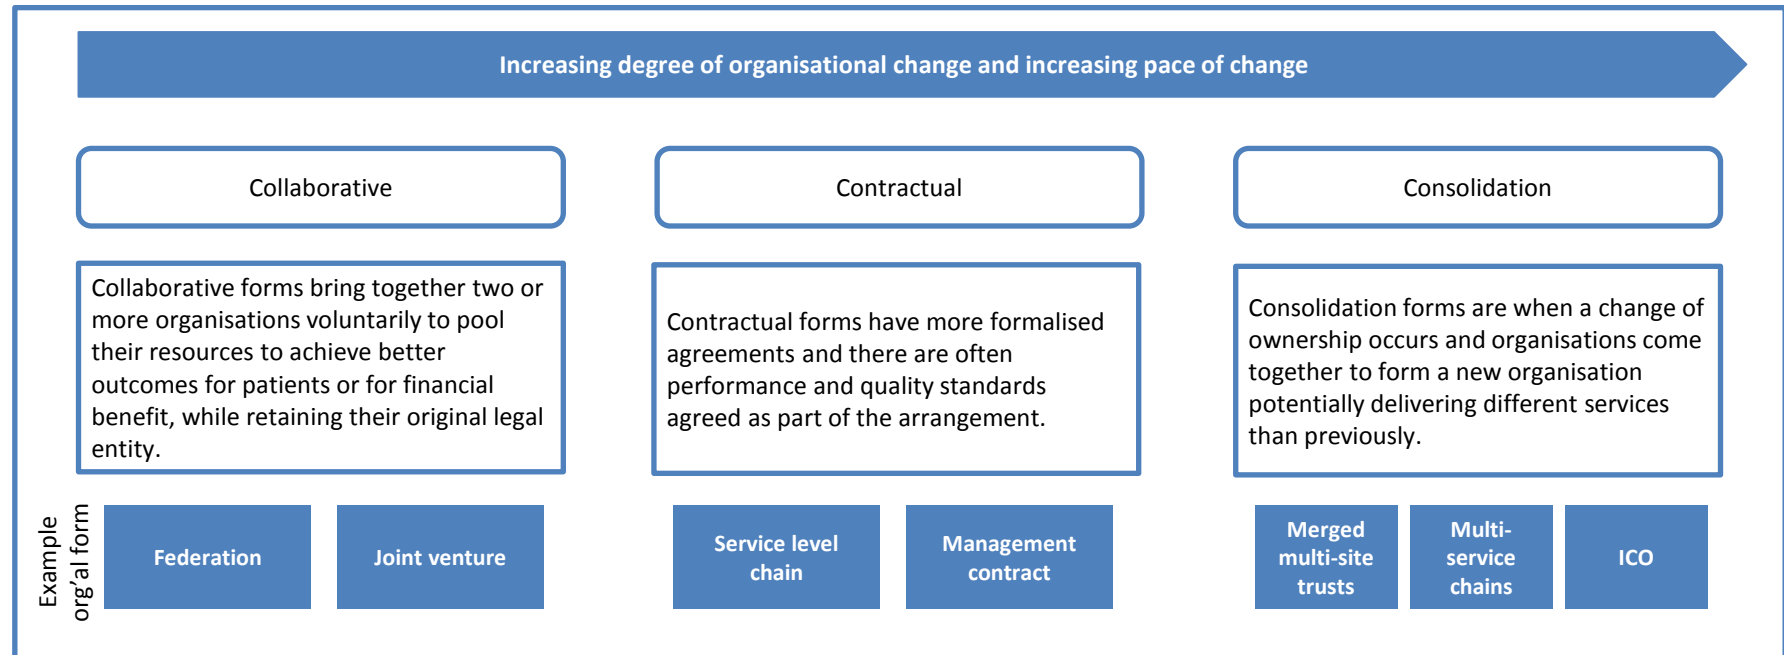 Increasing degree of organisational change and increasing pace of change
Collaborative
Contractual
Consolidation
Collaborative forms bring together two or
more organisations voluntarily to pool
their resources to achieve better
outcomes for patients or for financial
benefit, while retaining their original legal
entity.
Contractual forms have more formalised
agreements and there are often
performance and quality standards
agreed as part of the arrangement.
Consolidation forms are when a change of
ownership occurs and organisations come
together to form a new organisation
potentially delivering different services
than previously.
Example
org'al form
Federation
Joint venture
Service level
chain
Management
contract
Merged
multi-site
trusts
Multi-
service
chains
ICO